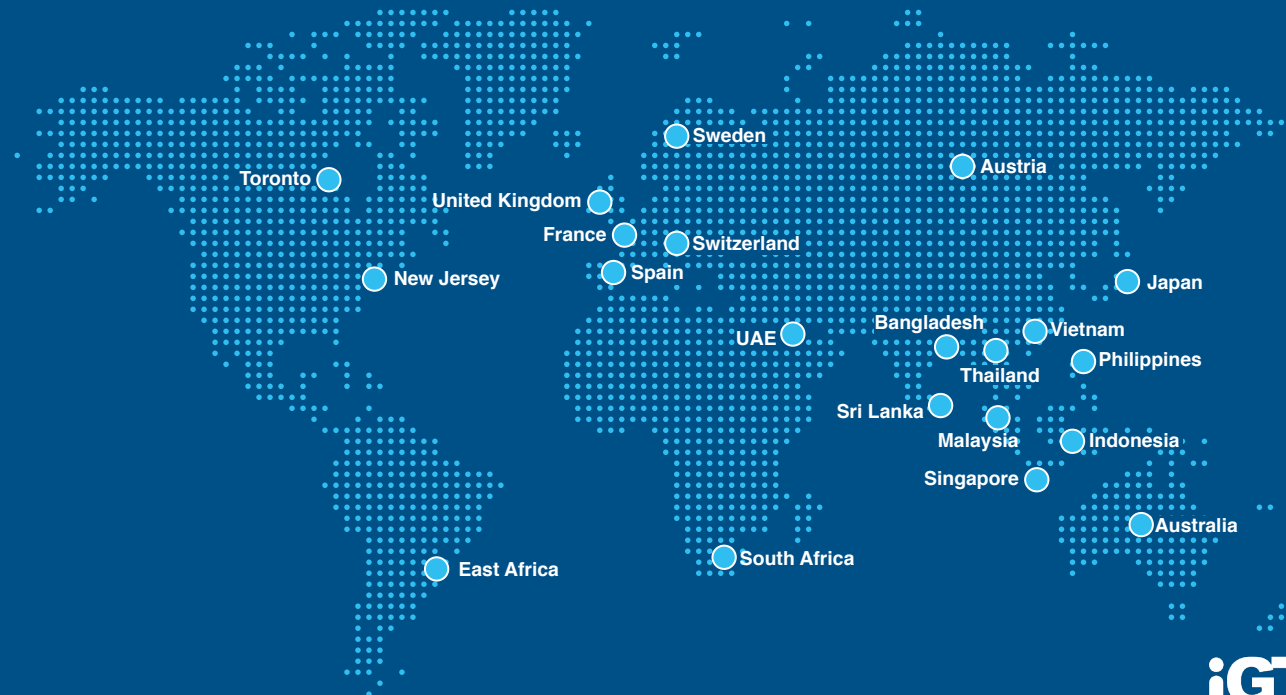 Sweden
Austria
Toronto
United Kingdom
France
Switzerland
Spain
New Jersey
Japan
Bangladesh
Vietnam
UAE
Philippines
Thailand
Sri Lanka
Malaysia
Indonesia
Singapore
Australia
South Africa
East Africa
iGT